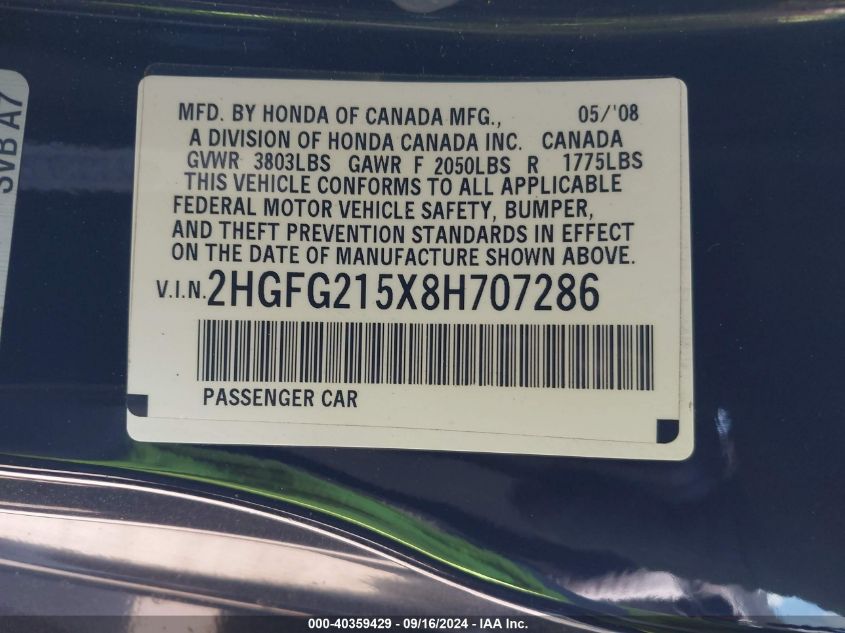 SVB A7
MFD. BY HONDA OF CANADA MFG., 05/'08
A DIVISION OF HONDA CANADA INC. CANADA
GVWR 3803LBS GAWR F 2050LBS R 1775LBS
THIS VEHICLE CONFORMS TO ALL APPLICABLE
FEDERAL MOTOR VEHICLE SAFETY, BUMPER,
AND THEFT PREVENTION STANDARDS IN EFFECT
ON THE DATE OF MANUFACTURE SHOWN ABOVE.
V.I.N. 2HGFG215X8H707286
PASSENGER CAR
000-40359429 - 09/16/2024 - IAA Inc.